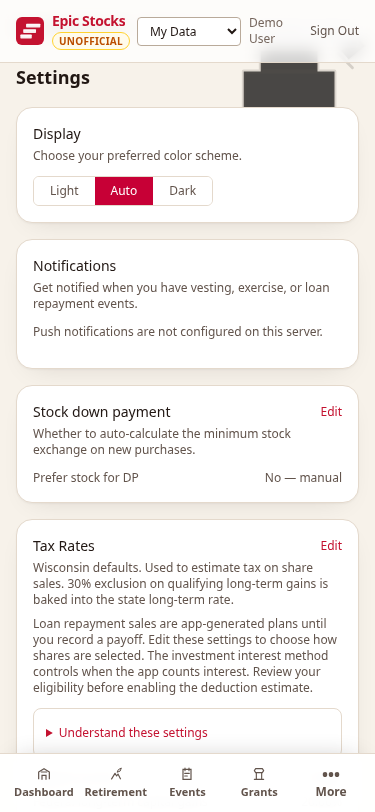 Epic Stocks
UNOFFICIAL
My Data
Demo
User
Sign Out
Settings
Display
Choose your preferred color scheme.
Light
Auto
Dark
Notifications
Get notified when you have vesting, exercise, or loan
repayment events.
Push notifications are not configured on this server.
Stock down payment
Edit
Whether to auto-calculate the minimum stock
exchange on new purchases.
Prefer stock for DP
No — manual
Tax Rates
Edit
Wisconsin defaults. Used to estimate tax on share
sales. 30% exclusion on qualifying long-term gains is
baked into the state long-term rate.
Loan repayment sales are app-generated plans until
you record a payoff. Edit these settings to choose how
shares are selected. The investment interest method
controls when the app counts interest. Review your
eligibility before enabling the deduction estimate.
Understand these settings
Dashboard
Retirement
Events
Grants
More